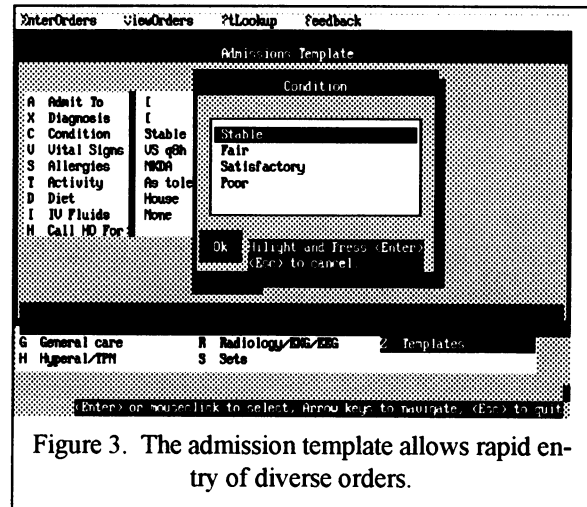 EnterOrders ViewOrders PtLookup Feedback
Admissions Template
Condition
A Admit To [
X Diagnosis [
C Condition Stable
V Vital Signs VS q8h
S Allergies NKDA
T Activity As tole
D Diet House
I IV Fluids None
H Call MD For:
Stable
Fair
Satisfactory
Poor
Ok Hilight and Press <Enter>
<Esc> to cancel
G General care R Radiology/EKG/EEG Z Templates
H Hyperal/TPN S Sets
<Enter> or mouseclick to select, Arrow keys to navigate, <Esc> to quit
Figure 3. The admission template allows rapid en-
try of diverse orders.